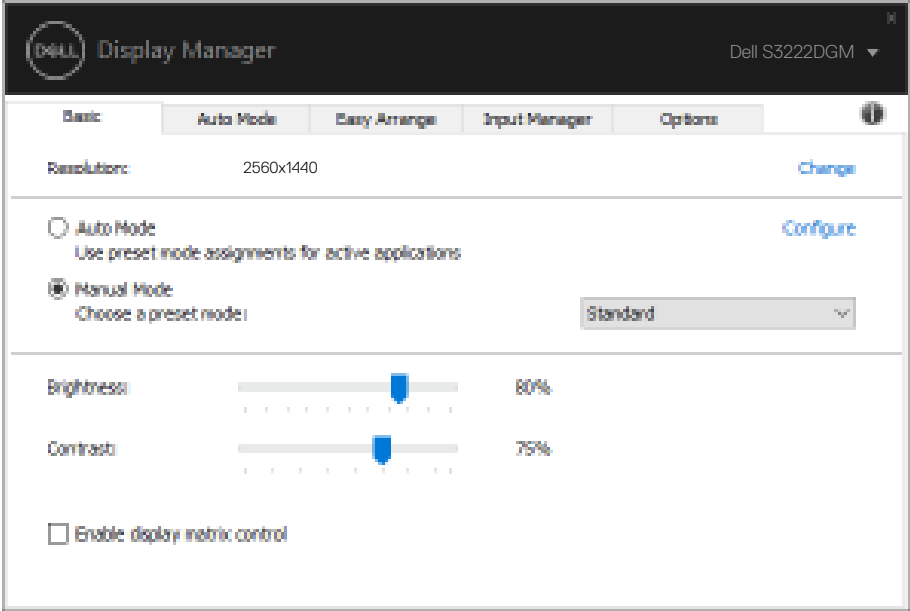 DELL Display Manager
Dell S3222DGM
Basic Auto Mode Easy Arrange Input Manager Options
Resolution: 2560x1440 Change
Auto Mode Configure
Use preset mode assignments for active applications
Manual Mode
Choose a preset mode: Standard
Brightness: 80%
Contrast: 75%
Enable display matrix control